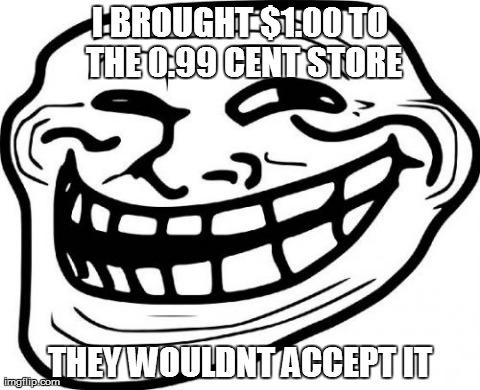 I BROUGHT $1.00 TO
THE 0.99 CENT STORE
THEY WOULDNT ACCEPT IT
imgflip.com